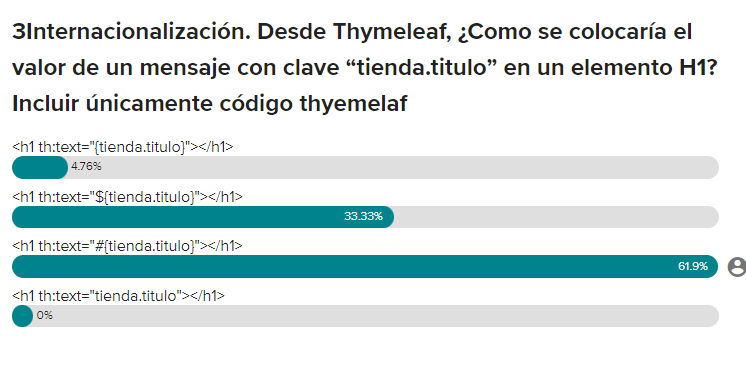 3Internacionalización. Desde Thymeleaf, ¿Como se colocaría el
valor de un mensaje con clave “tienda.titulo” en un elemento H1?
Incluir únicamente código thyemelaf
<h1 th:text="{tienda.titulo}"></h1>
4.76%
<h1 th:text="${tienda.titulo}"></h1>
33.33%
<h1 th:text="#{tienda.titulo}"></h1>
61.9%
<h1 th:text="tienda.titulo"></h1>
0%